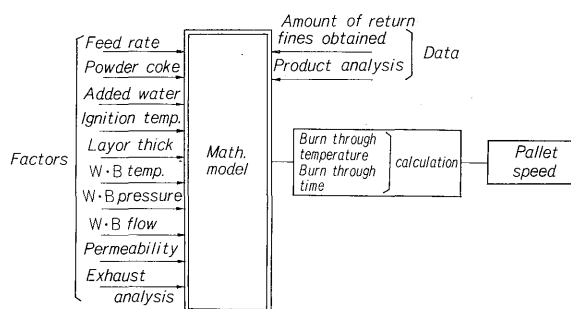 Factors
Feed rate
Powder coke
Added water
Ignition temp.
Layor thick
W·B temp.
W·B pressure
W·B flow
Permeability
Exhaust
analysis
Math.
model
Amount of return
fines obtained
Product analysis
Data
Burn through
temperature
Burn through
time
calculation
Pallet
speed